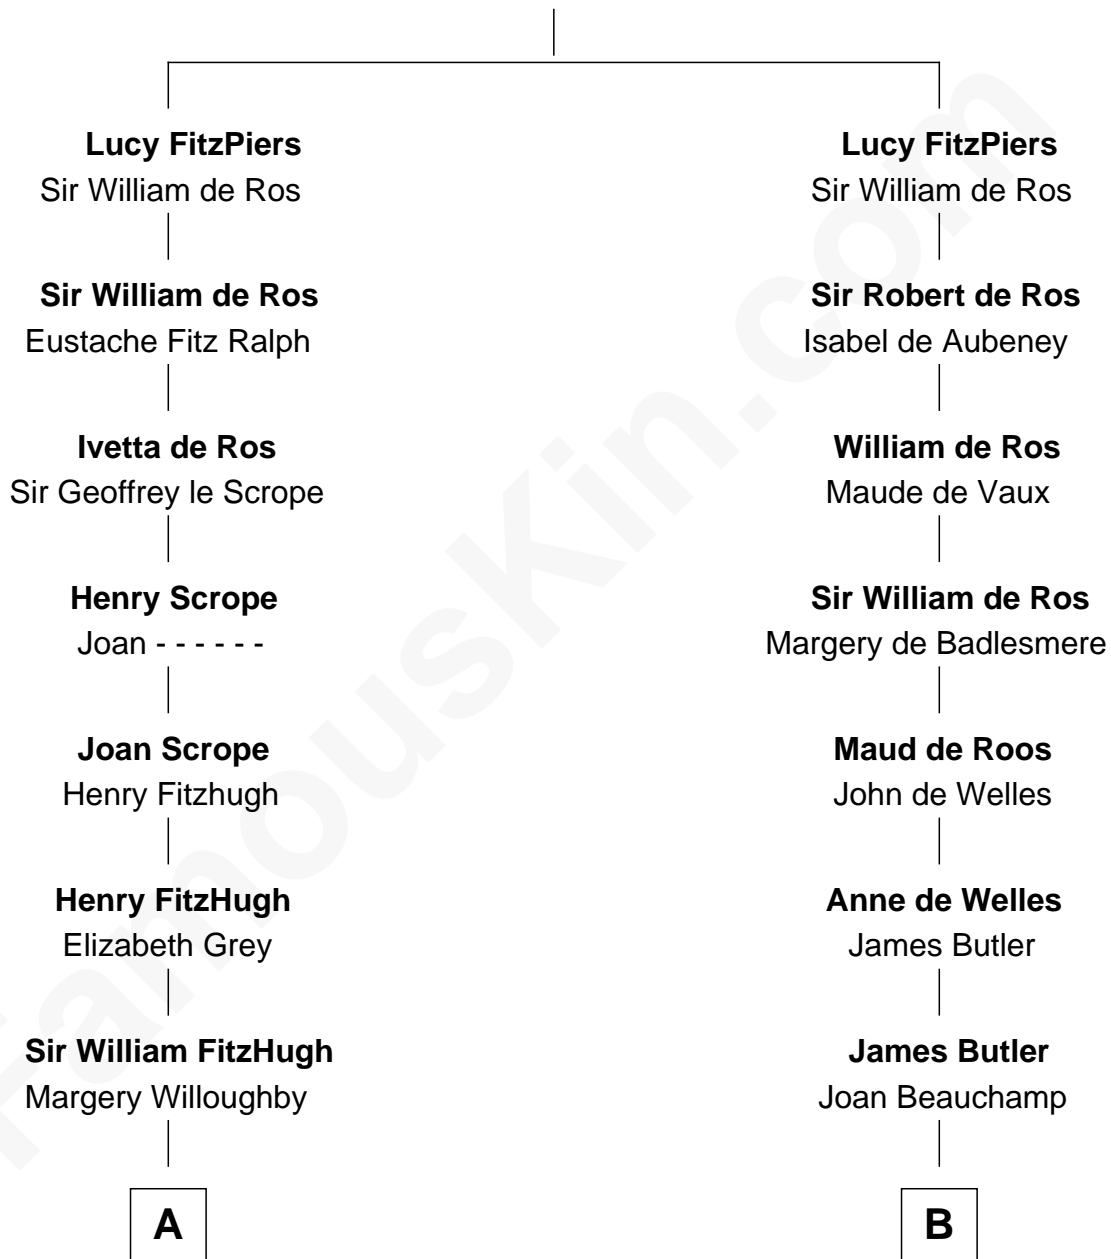 Lucy FitzPiers
Sir William de Ros
Sir William de Ros
Eustache Fitz Ralph
Ivetta de Ros
Sir Geoffrey le Scrope
Henry Scrope
Joan - - - - - -
Joan Scrope
Henry Fitzhugh
Henry FitzHugh
Elizabeth Grey
Sir William FitzHugh
Margery Willoughby
A
Lucy FitzPiers
Sir William de Ros
Sir Robert de Ros
Isabel de Aubeney
William de Ros
Maude de Vaux
Sir William de Ros
Margery de Badlesmere
Maud de Roos
John de Welles
Anne de Welles
James Butler
James Butler
Joan Beauchamp
B
FamousKin.com